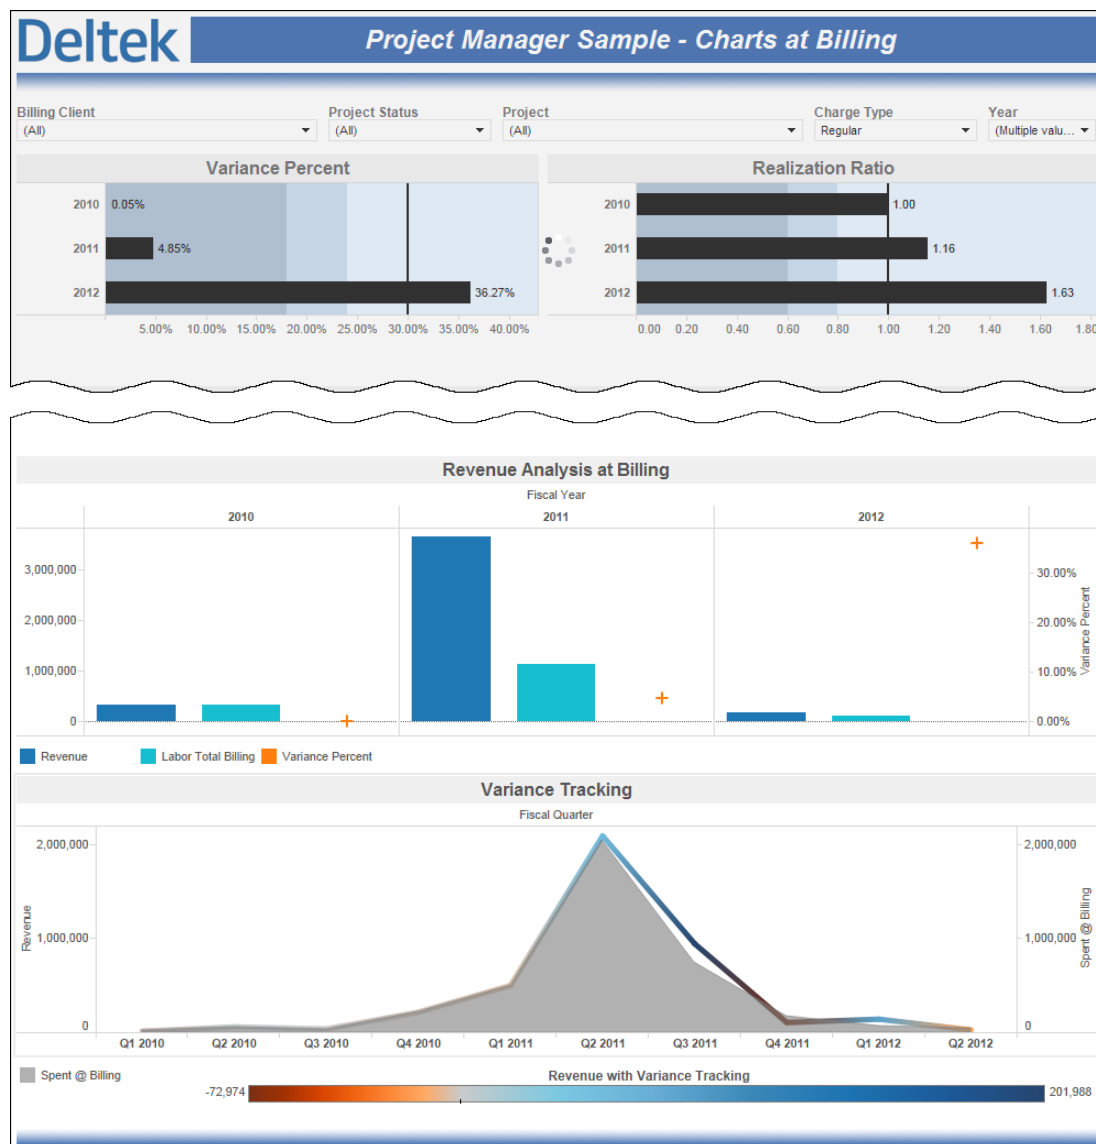 Deltek
Project Manager Sample - Charts at Billing
Billing Client Project Status Project Charge Type Year
(All) (All) (All) Regular (Multiple valu...
Variance Percent
2010 0.05%
2011 4.85%
2012 36.27%
5.00% 10.00% 15.00% 20.00% 25.00% 30.00% 35.00% 40.00%
Realization Ratio
2010 1.00
2011 1.16
2012 1.63
0.00 0.20 0.40 0.60 0.80 1.00 1.20 1.40 1.60 1.80
Revenue Analysis at Billing
Fiscal Year
2010 2011 2012
3,000,000
2,000,000
1,000,000
0
30.00%
20.00%
10.00%
0.00%
Variance Percent
Revenue Labor Total Billing Variance Percent
Variance Tracking
Fiscal Quarter
Revenue
2,000,000
1,000,000
0
2,000,000
1,000,000
0
Spent @ Billing
Q1 2010 Q2 2010 Q3 2010 Q4 2010 Q1 2011 Q2 2011 Q3 2011 Q4 2011 Q1 2012 Q2 2012
Spent @ Billing
Revenue with Variance Tracking
-72,974 201,988